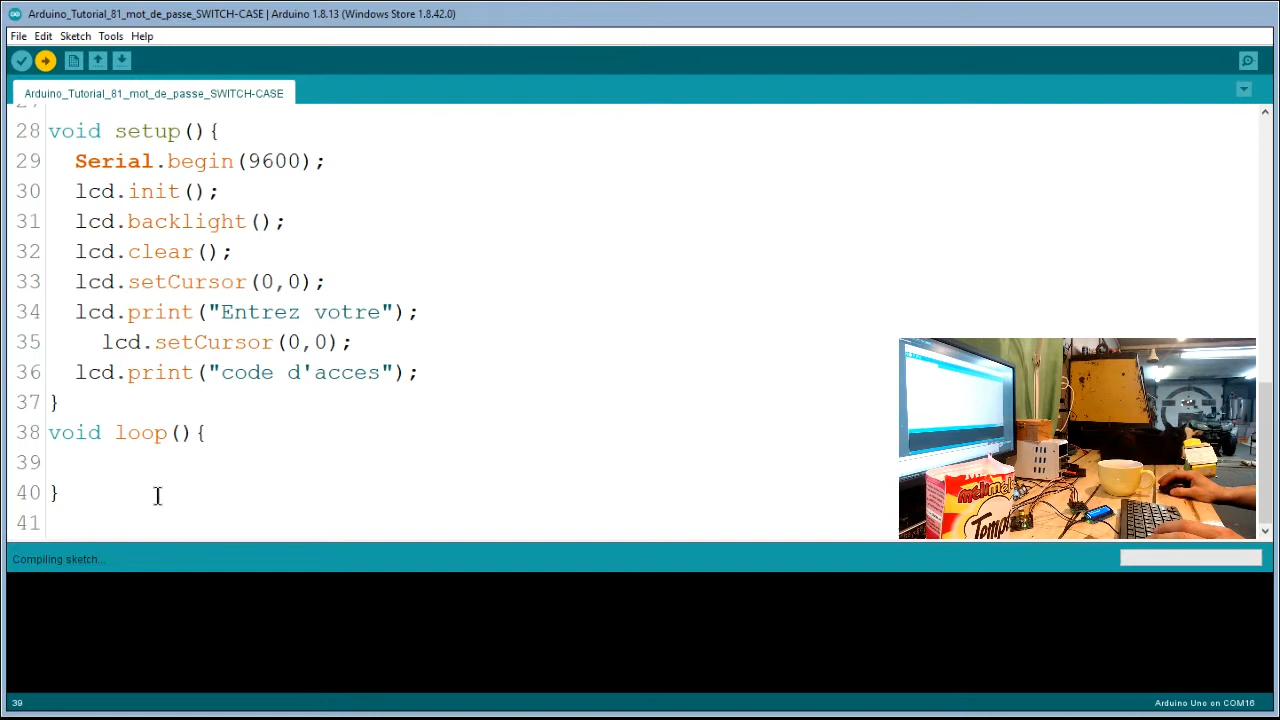 Arduino_Tutorial_81_mot_de_passe_SWITCH-CASE | Arduino 1.8.13 (Windows Store 1.8.42.0)
File Edit Sketch Tools Help
Arduino_Tutorial_81_mot_de_passe_SWITCH-CASE
28 void setup(){
29 Serial.begin(9600);
30 lcd.init();
31 lcd.backlight();
32 lcd.clear();
33 lcd.setCursor(0,0);
34 lcd.print("Entrez votre");
35 lcd.setCursor(0,0);
36 lcd.print("code d'acces");
37 }
38 void loop(){
39
40 }
41
Compiling sketch...
39
Arduino Uno on COM16